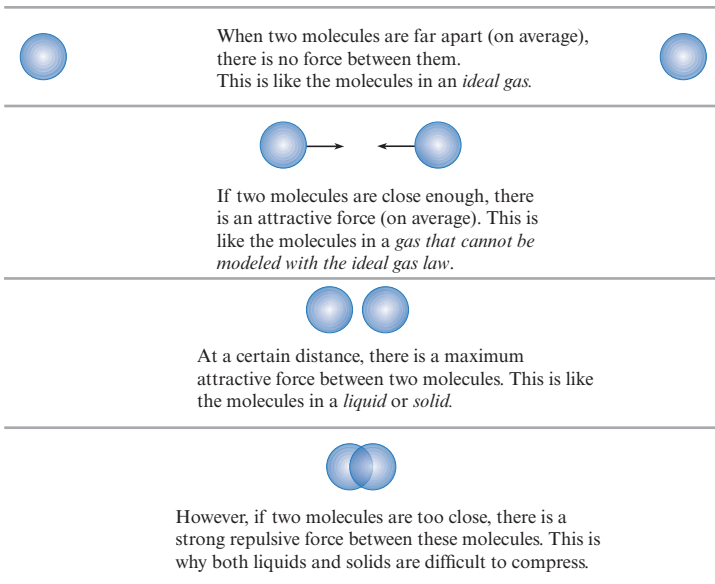 When two molecules are far apart (on average),
there is no force between them.
This is like the molecules in an ideal gas.
If two molecules are close enough, there
is an attractive force (on average). This is
like the molecules in a gas that cannot be
modeled with the ideal gas law.
At a certain distance, there is a maximum
attractive force between two molecules. This is like
the molecules in a liquid or solid.
However, if two molecules are too close, there is a
strong repulsive force between these molecules. This is
why both liquids and solids are difficult to compress.